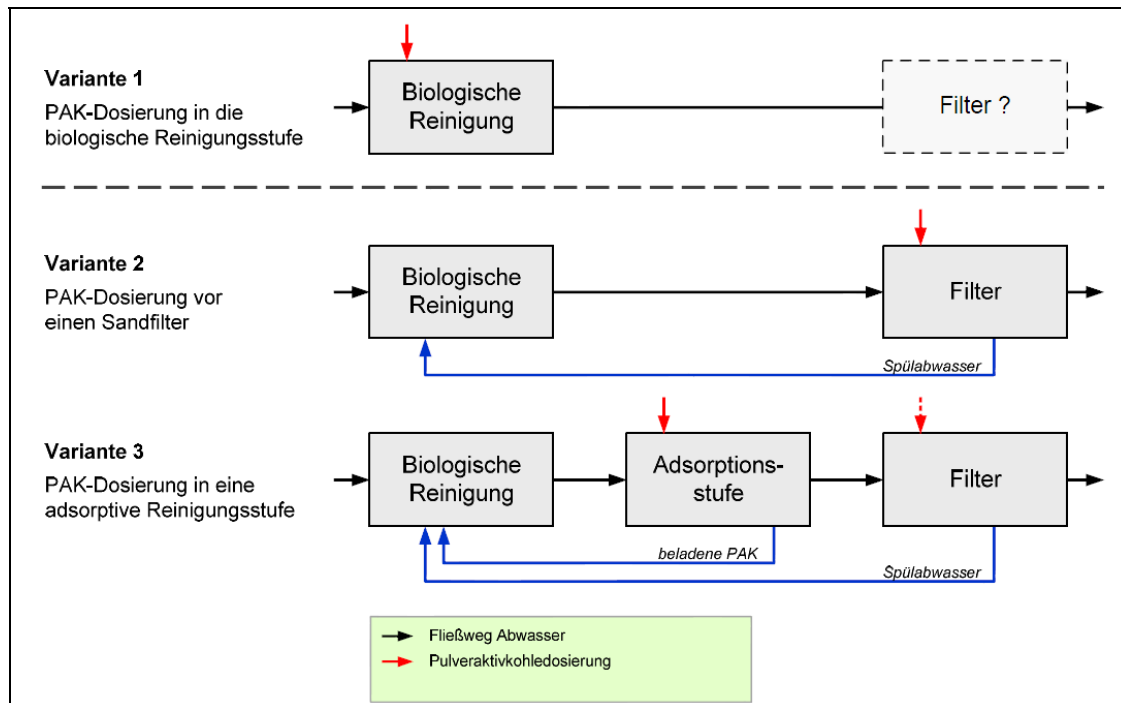 Variante 1
PAK-Dosierung in die
biologische Reinigungsstufe
Biologische
Reinigung
Filter ?
Variante 2
PAK-Dosierung vor
einen Sandfilter
Biologische
Reinigung
Filter
Spülabwasser
Variante 3
PAK-Dosierung in eine
adsorptive Reinigungsstufe
Biologische
Reinigung
Adsorptions-
stufe
Filter
beladene PAK
Spülabwasser
Fließweg Abwasser
Pulveraktivkohledosierung